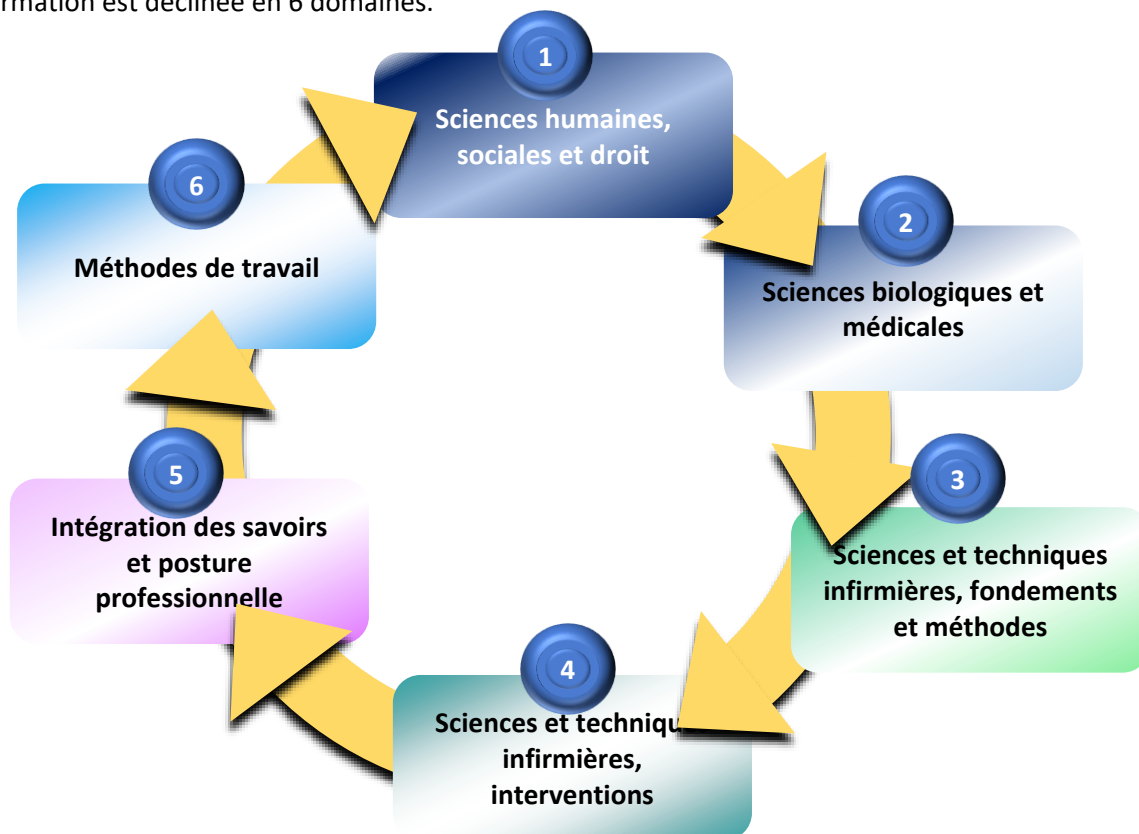 rmation est déclinée en 6 domaines.
1
Sciences humaines,
sociales et droit
2
Sciences biologiques et
médicales
3
Sciences et techniques
infirmières, fondements
et méthodes
4
Sciences et techniqu
infirmières,
interventions
5
Intégration des savoirs
et posture
professionnelle
6
Méthodes de travail